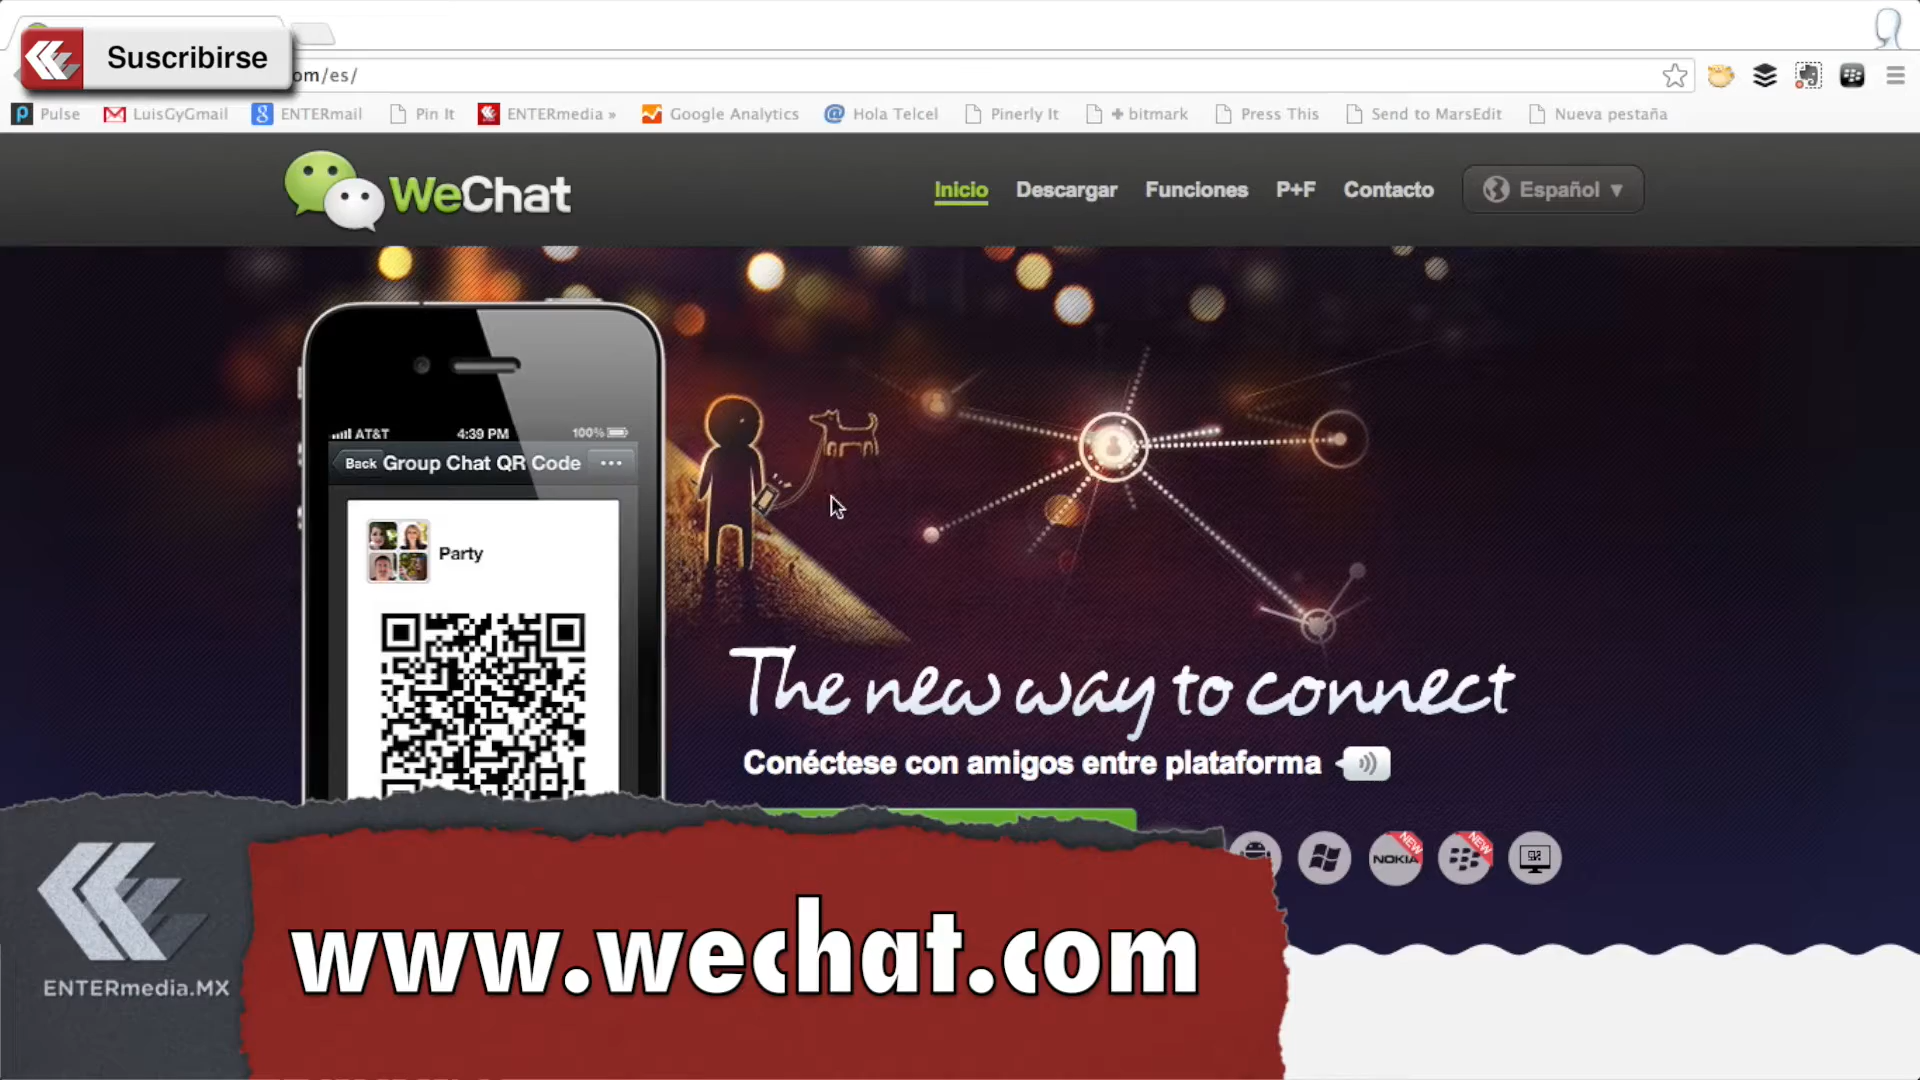 Suscribirse
om/es/
Pulse
LuisGyGmail
ENTERmail
Pin It
ENTERmedia »
Google Analytics
Hola Telcel
Pinerly It
+ bitmark
Press This
Send to MarsEdit
Nueva pestaña
WeChat
Inicio
Descargar
Funciones
P+F
Contacto
Español ▼
AT&T 4:39 PM 100%
Back Group Chat QR Code ...
Party
The new way to connect
Conéctese con amigos entre plataforma
NOKIA
NEW
NEW
www.wechat.com
ENTERmedia.MX